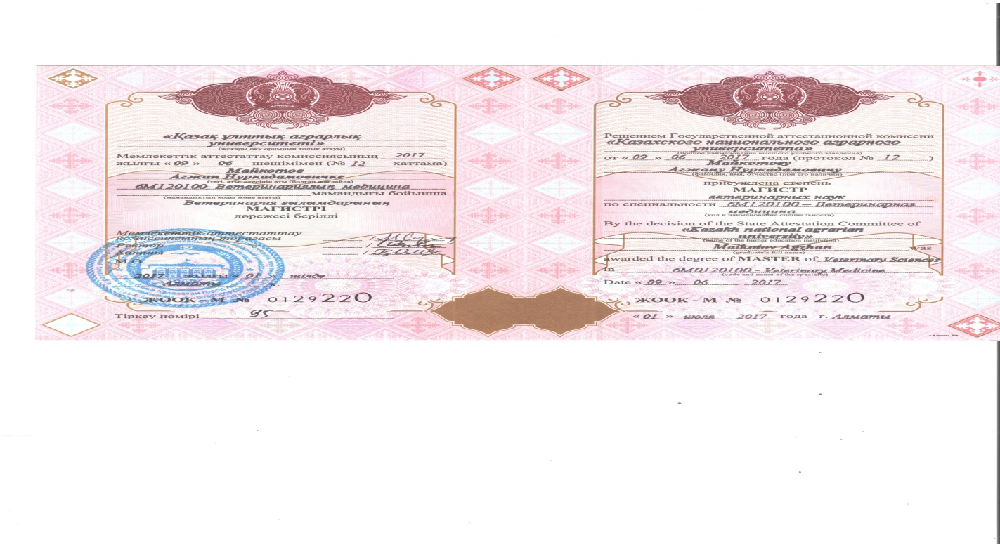 «Қазақ ұлттық аграрлық
университеті»
(жоғары оқу орнының толық атауы)
Мемлекеттік аттестаттау комиссиясының 2017
жылғы « 09 » 06 шешімімен (№ 12 хаттама)
Майкотов
Агжан Нуркадамовичке
(тегі, аты, әкесінің аты (болған жағдайда)
6М120100- Ветеринариялық медицина
мамандығы бойынша
(мамандықтың коды және атауы)
Ветеринария ғылымдарының
МАГИСТРІ
дәрежесі берілді
Мемлекеттік аттестаттау
комиссиясының төрағасы
Ректор
Хатшы
М.О.
2017 жылғы « 01 » шілде
Алматы қ.
ЖООК - М № 0129220
Тіркеу нөмірі 95
Решением Государственной аттестационной комиссии
«Казахского национального аграрного
университета»
(полное наименование высшего учебного заведения)
от « 09 » 06 2017 года (протокол № 12 )
Майкотову
Агжану Нуркадамовичу
(фамилия, имя, отчество (при его наличии)
присуждена степень
МАГИСТР
ветеринарных наук
по специальности 6М120100 – Ветеринарная
медицина
(код и наименование специальности)
By the decision of the State Attestation Committee of
«Kazakh national agrarian
university»
(name of the higher education institution)
Maikotov Agzhan was
(graduate's full name)
awarded the degree of MASTER of Veterinary Sciences
in 6M0120100 - Veterinary Medicine
(code and name of the specialty)
Date « 09 » 06 2017
ЖООК - М № 0129220
« 01 » июля 2017 года г. Алматы